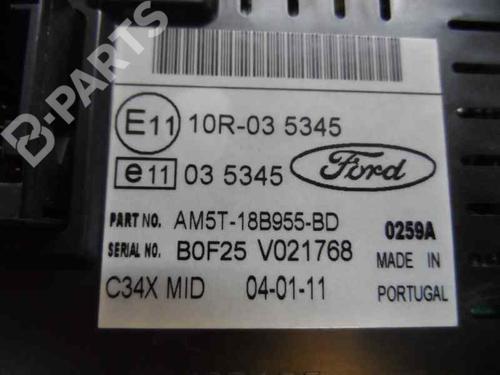 B-PARTS
E11 10R-03 5345
e11 03 5345 Ford
PART NO. AM5T-18B955-BD 0259A
SERIAL NO. B0F25 V021768 MADE IN
C34X MID 04-01-11 PORTUGAL